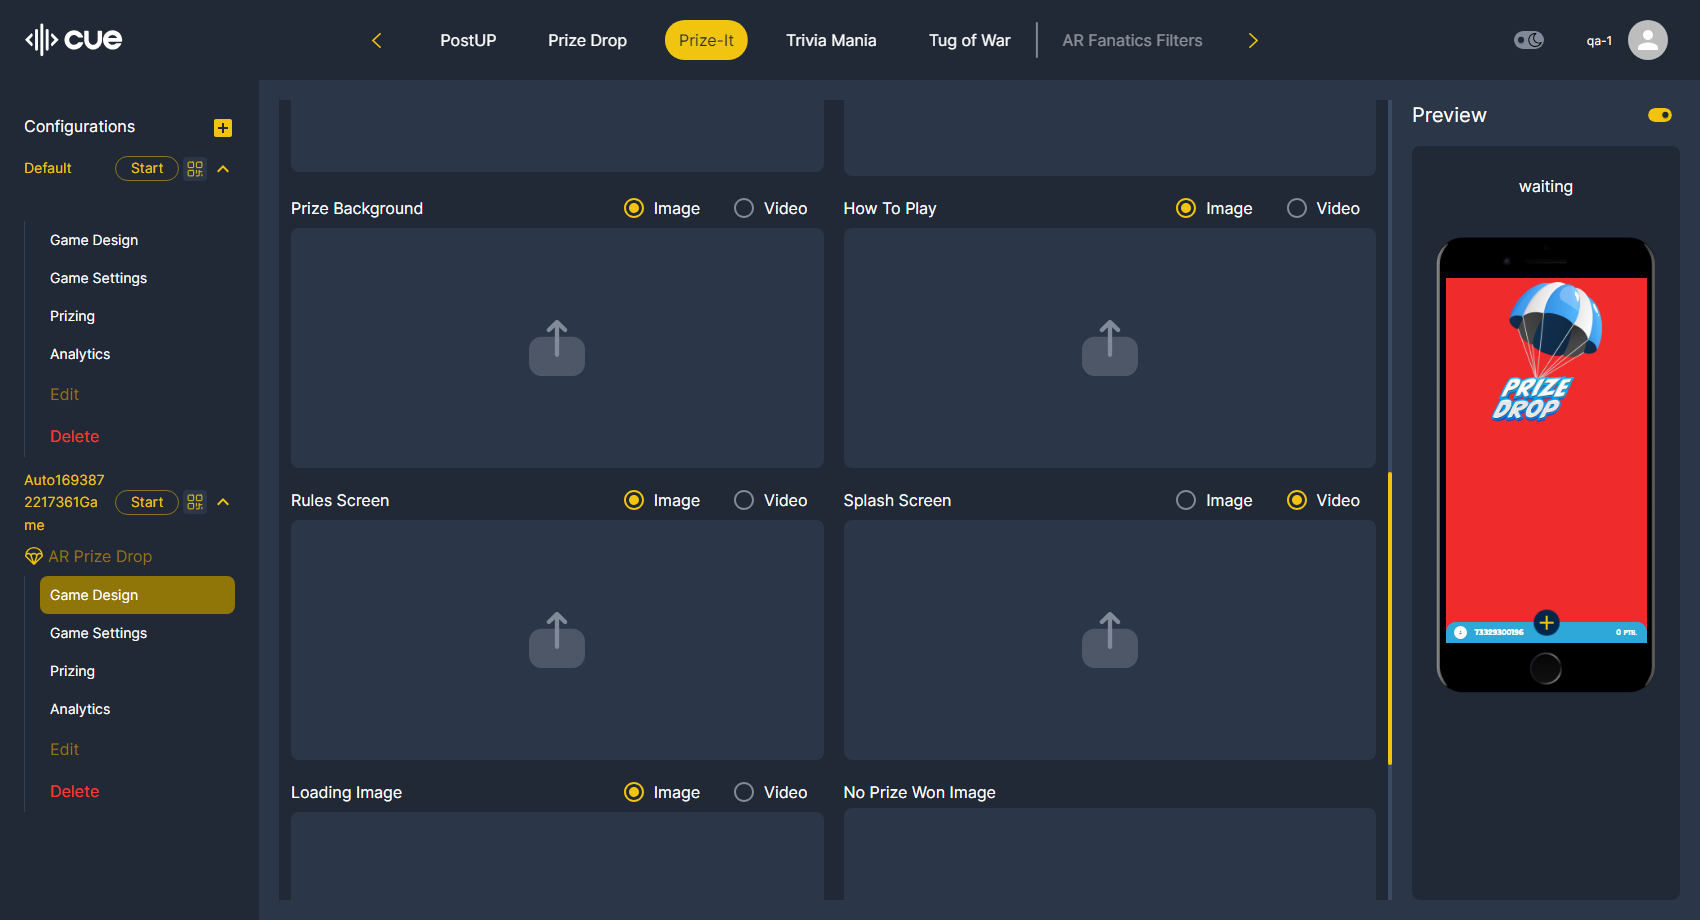 cue
PostUP
Prize Drop
Prize-It
Trivia Mania
Tug of War
AR Fanatics Filters
qa-1
Configurations
Default
Start
Game Design
Game Settings
Prizing
Analytics
Edit
Delete
Auto169387
2217361Ga
me
Start
AR Prize Drop
Game Design
Game Settings
Prizing
Analytics
Edit
Delete
Prize Background
Image
Video
How To Play
Image
Video
Rules Screen
Image
Video
Splash Screen
Image
Video
Loading Image
Image
Video
No Prize Won Image
Preview
waiting
PRIZE
DROP
73329300196
0 PTS.